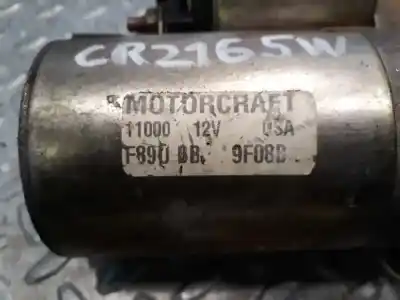 CR2165W
MOTORCRAFT
11000 12V USA
F89U BB 9F08B